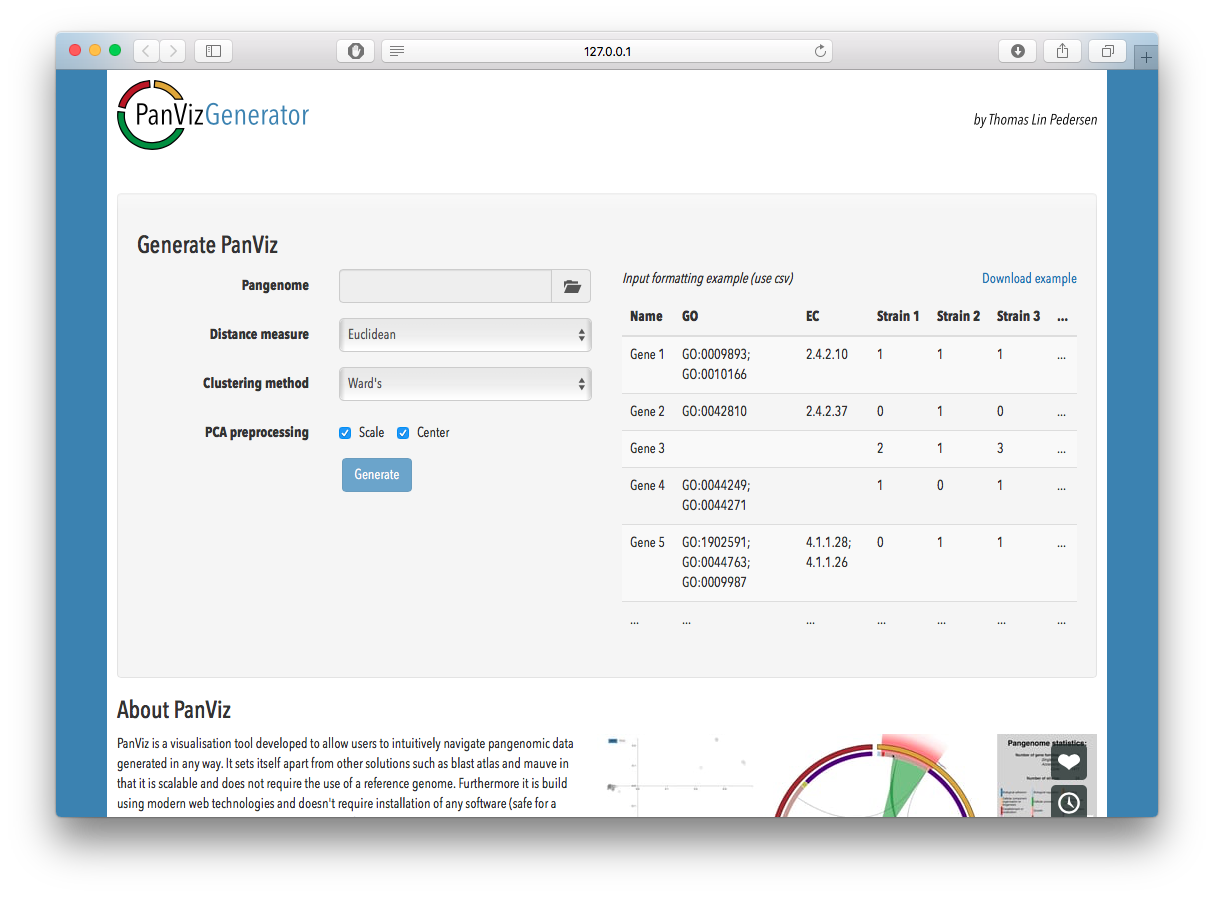 127.0.0.1
PanVizGenerator
by Thomas Lin Pedersen
Generate PanViz
Pangenome
Distance measure
Euclidean
Clustering method
Ward's
PCA preprocessing
Scale
Center
Generate
Input formatting example (use csv)
Download example
Name GO EC Strain 1 Strain 2 Strain 3 ...
Gene 1 GO:0009893; 2.4.2.10 1 1 1 ...
GO:0010166
Gene 2 GO:0042810 2.4.2.37 0 1 0 ...
Gene 3 2 1 3 ...
Gene 4 GO:0044249; 1 0 1 ...
GO:0044271
Gene 5 GO:1902591; 4.1.1.28; 0 1 1 ...
GO:0044763; 4.1.1.26
GO:0009987
... ... ... ... ... ... ...
About PanViz
PanViz is a visualisation tool developed to allow users to intuitively navigate pangenomic data
generated in any way. It sets itself apart from other solutions such as blast atlas and mauve in
that it is scalable and does not require the use of a reference genome. Furthermore it is build
using modern web technologies and doesn't require installation of any software (safe for a
Pangenome statistics: